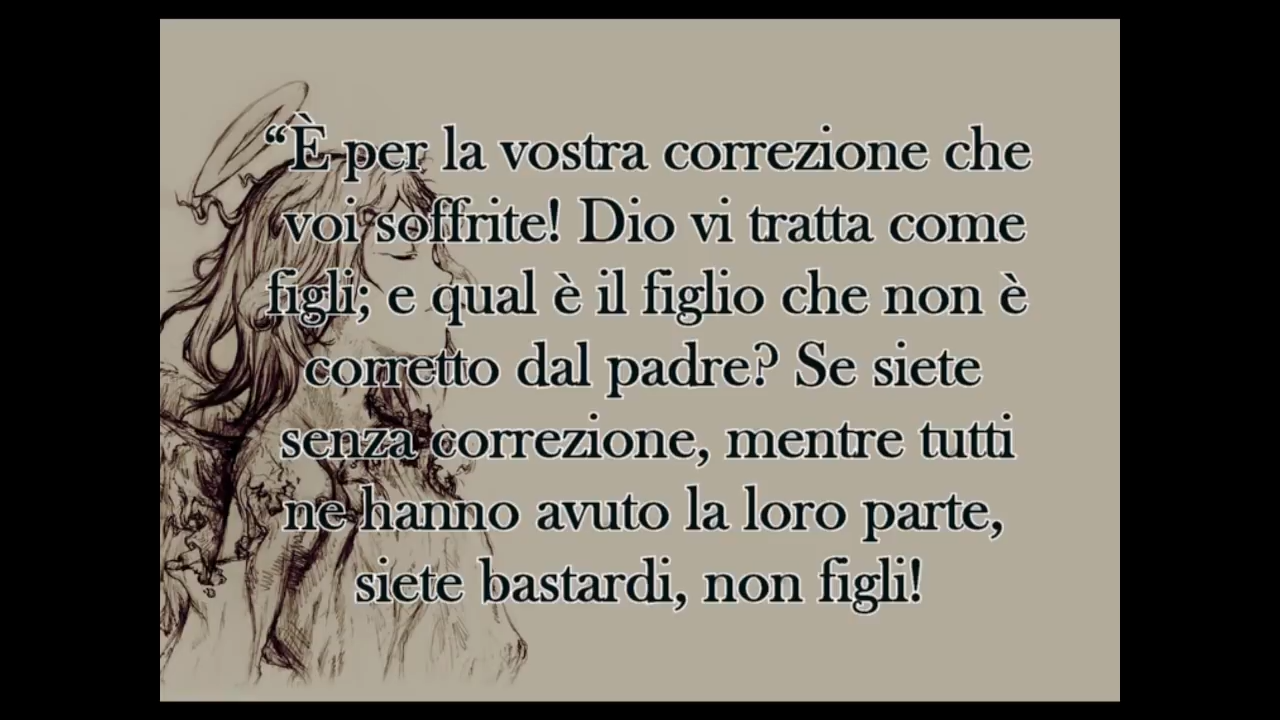 “È per la vostra correzione che
voi soffrite! Dio vi tratta come
figli; e qual è il figlio che non è
corretto dal padre? Se siete
senza correzione, mentre tutti
ne hanno avuto la loro parte,
siete bastardi, non figli!